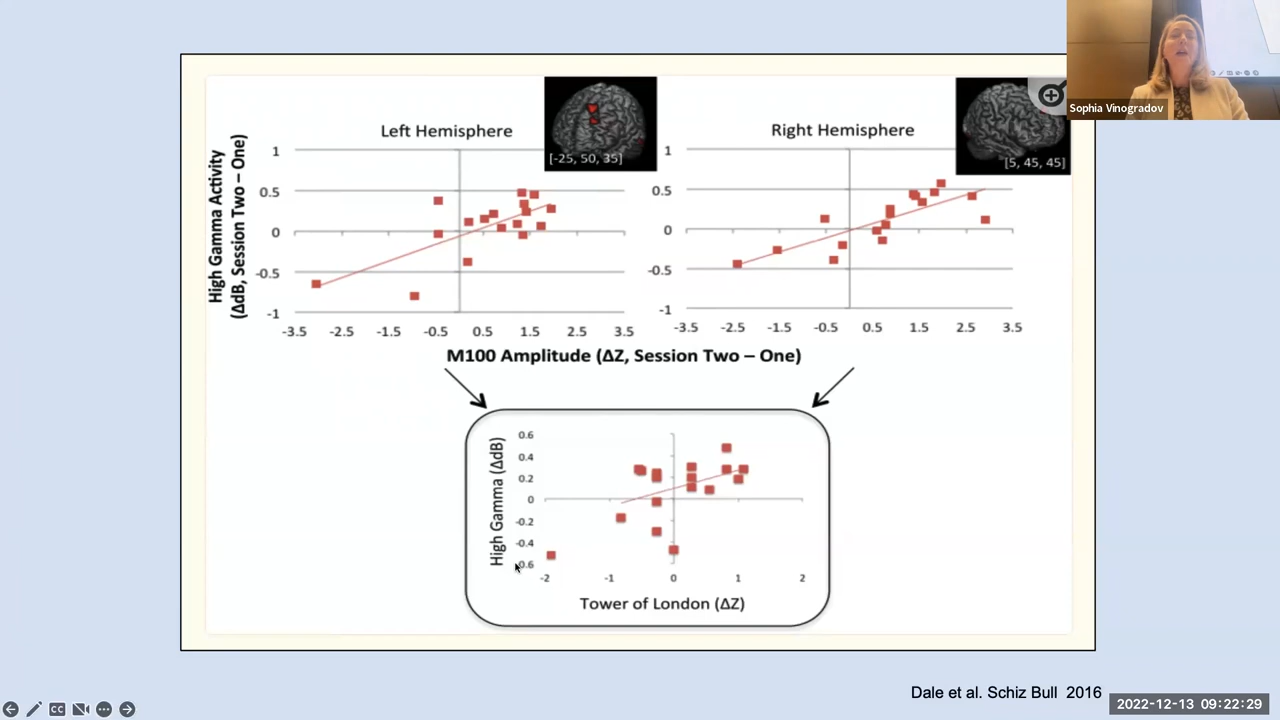 Sophia Vinogradov
Left Hemisphere
[-25, 50, 35]
Right Hemisphere
[5, 45, 45]
High Gamma Activity
(ΔdB, Session Two – One)
1
0.5
0
-0.5
-1
-3.5 -2.5 -1.5 -0.5 0.5 1.5 2.5 3.5
1
0.5
0
-0.5
-1
-3.5 -2.5 -1.5 -0.5 0.5 1.5 2.5 3.5
M100 Amplitude (ΔZ, Session Two – One)
High Gamma (ΔdB)
0.6
0.4
0.2
0
-0.2
-0.4
-2 -1 0 1 2
Tower of London (ΔZ)
Dale et al. Schiz Bull 2016
CC
2022-12-13 09:22:29